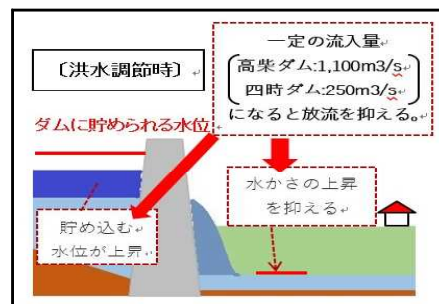 〔洪水調節時〕
一定の流入量
高柴ダム:1,100m3/s
四時ダム:250m3/s
になると放流を抑える。
ダムに貯められる水位
貯め込む
水位が上昇
水かさの上昇
を抑える